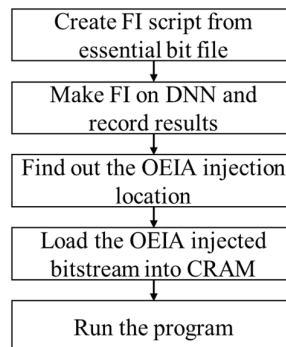 Create FI script from
essential bit file
Make FI on DNN and
record results
Find out the OEIA injection
location
Load the OEIA injected
bitstream into CRAM
Run the program